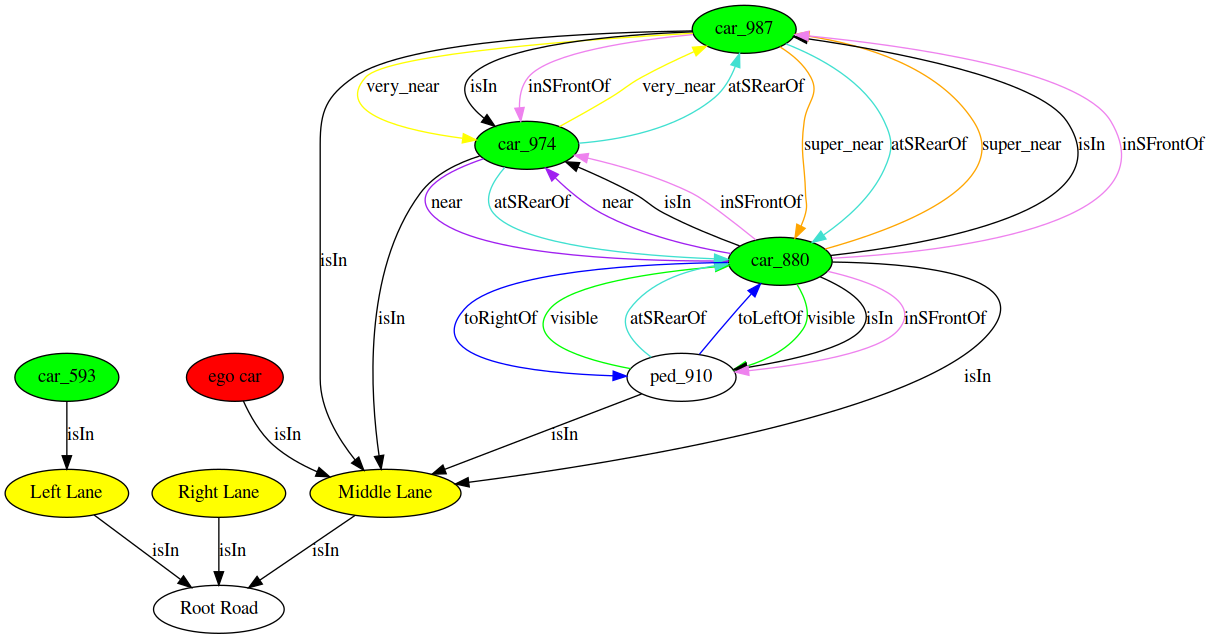 car_987
very_near
isIn
inSFrontOf
very_near
atSRearOf
super_near
atSRearOf
super_near
isIn
inSFrontOf
car_974
near
atSRearOf
near
isIn
inSFrontOf
isIn
car_880
isIn
toRightOf
visible
atSRearOf
toLeftOf
visible
isIn
inSFrontOf
car_593
ego car
ped_910
isIn
isIn
isIn
isIn
Left Lane
Right Lane
Middle Lane
isIn
isIn
isIn
Root Road